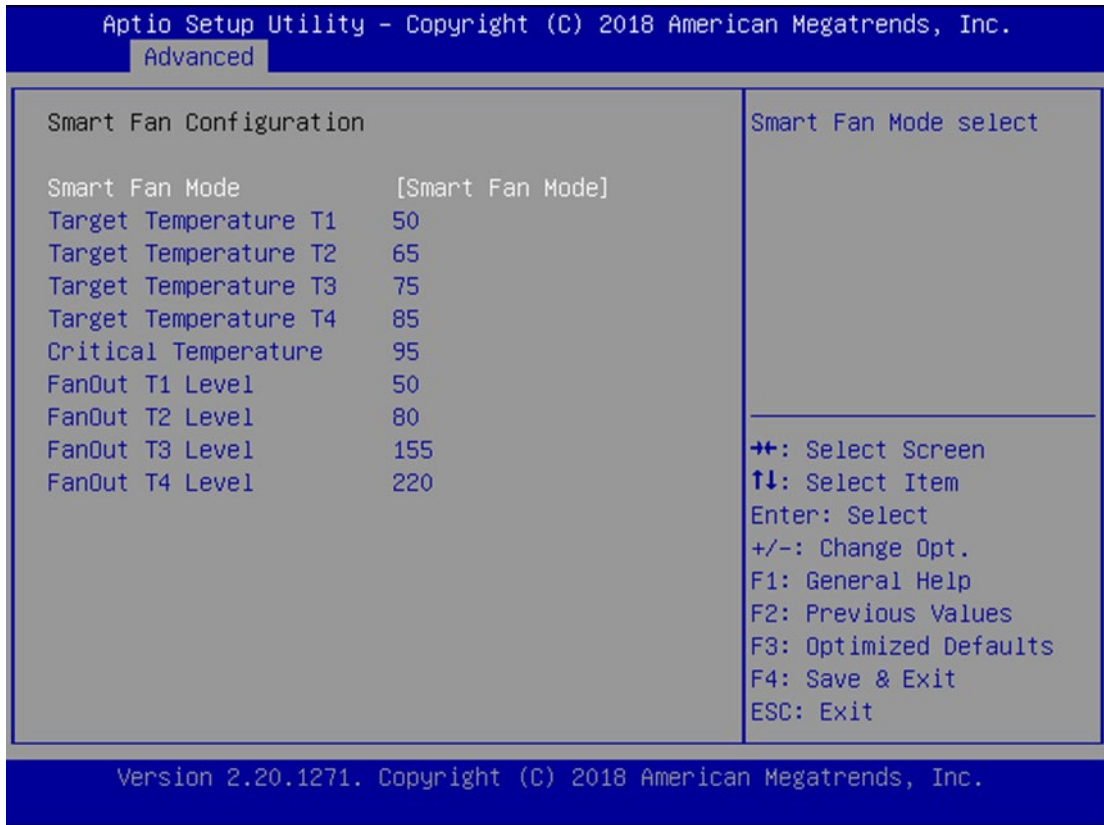 Aptio Setup Utility – Copyright (C) 2018 American Megatrends, Inc.
Advanced
Smart Fan Configuration
Smart Fan Mode [Smart Fan Mode]
Target Temperature T1 50
Target Temperature T2 65
Target Temperature T3 75
Target Temperature T4 85
Critical Temperature 95
FanOut T1 Level 50
FanOut T2 Level 80
FanOut T3 Level 155
FanOut T4 Level 220
Smart Fan Mode select
→←: Select Screen
↑↓: Select Item
Enter: Select
+/-: Change Opt.
F1: General Help
F2: Previous Values
F3: Optimized Defaults
F4: Save & Exit
ESC: Exit
Version 2.20.1271. Copyright (C) 2018 American Megatrends, Inc.